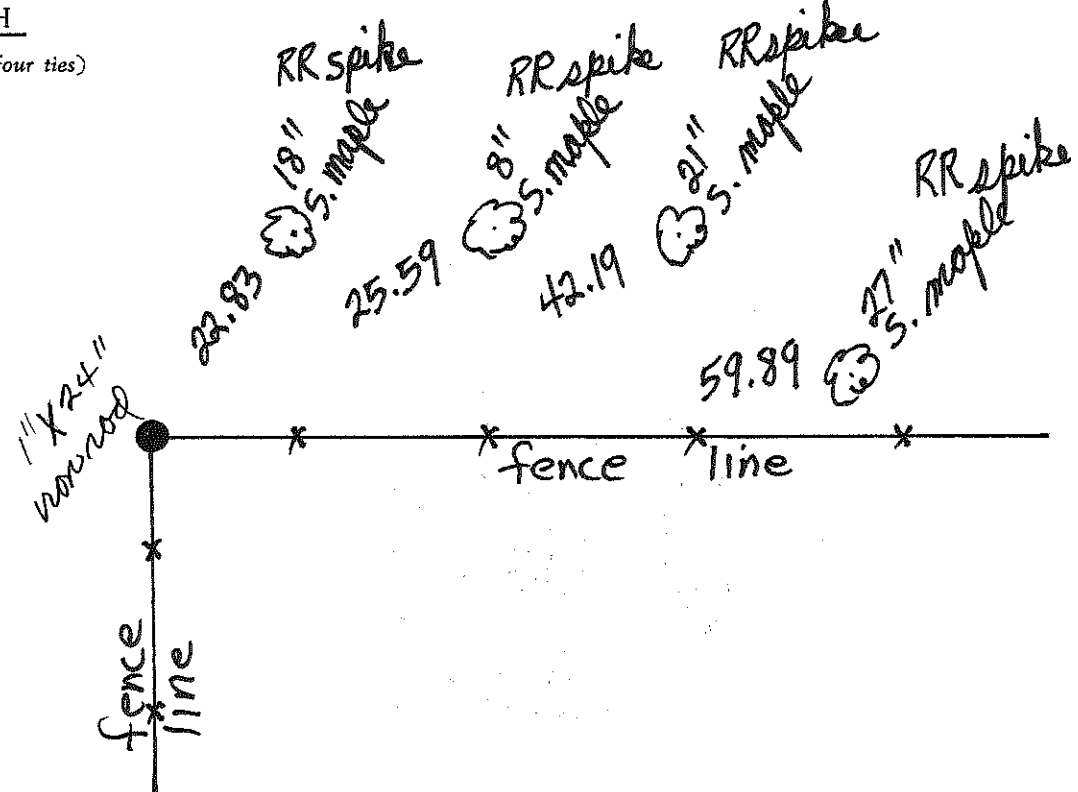 H
four ties)
RR spike
18"
S. maple
22.83
RR spike
8"
S. maple
25.59
RR spikee
21"
S. maple
42.19
RR spike
27"
S. maple
59.89
1"X24"
iron rod
fence line
fence
line